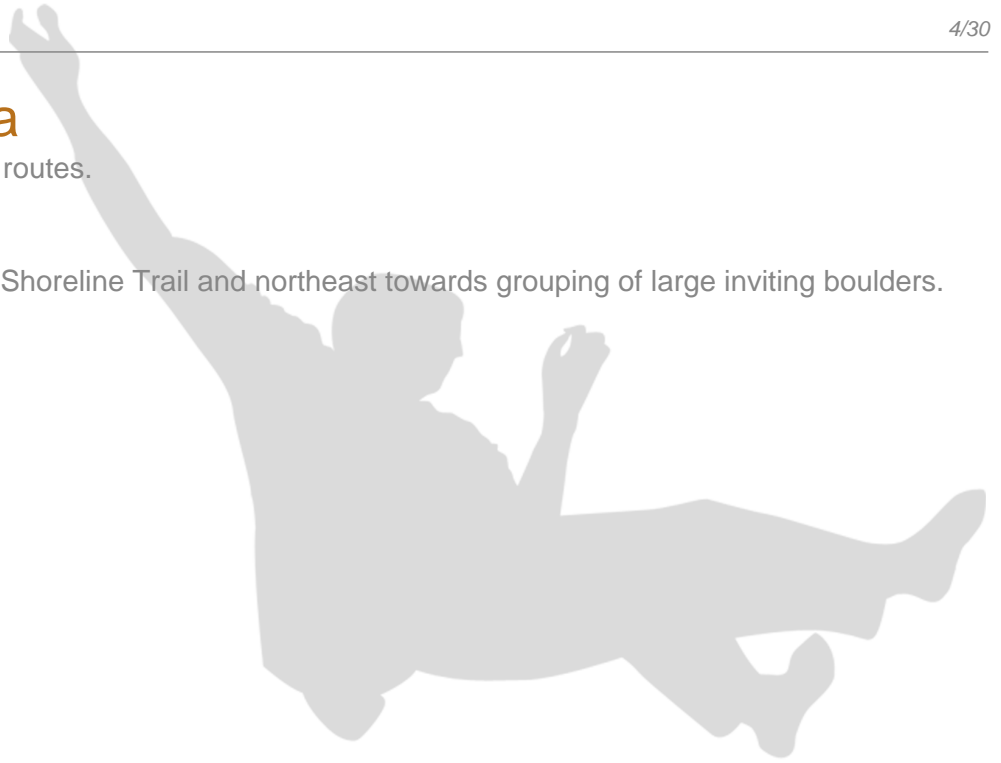 4/30
a
routes.
Shoreline Trail and northeast towards grouping of large inviting boulders.